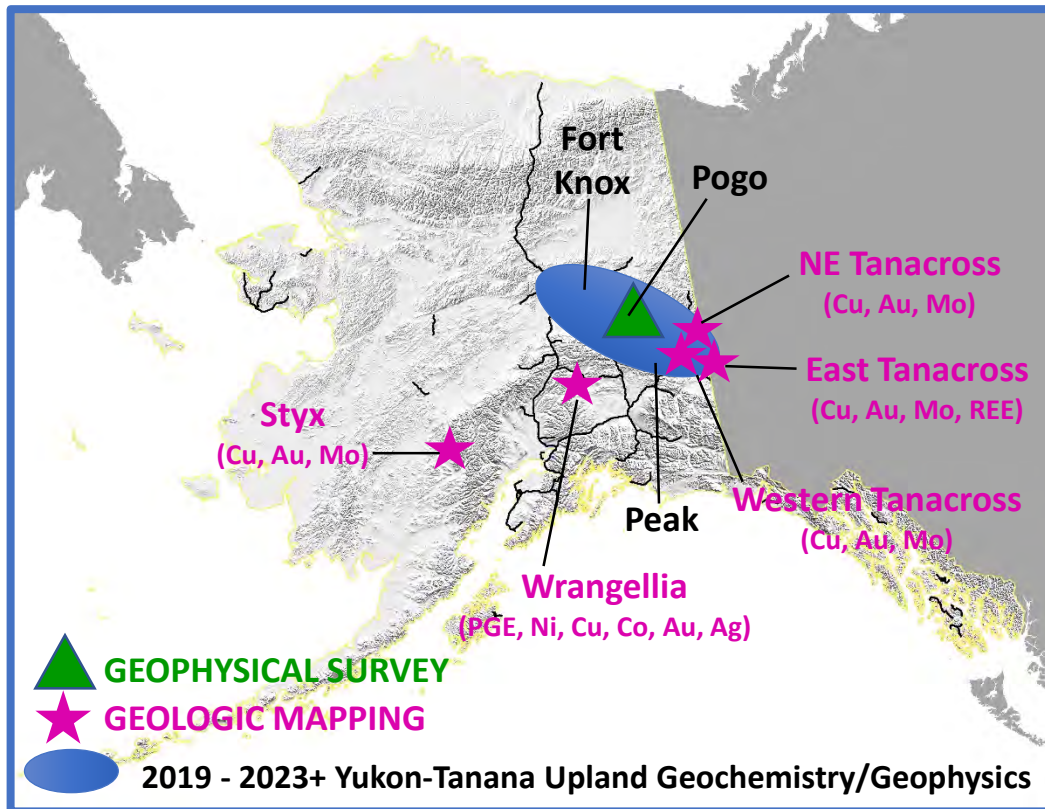 Fort
Knox
Pogo
NE Tanacross
(Cu, Au, Mo)
East Tanacross
(Cu, Au, Mo, REE)
Styx
(Cu, Au, Mo)
Western Tanacross
(Cu, Au, Mo)
Peak
Wrangellia
(PGE, Ni, Cu, Co, Au, Ag)
GEOPHYSICAL SURVEY
GEOLOGIC MAPPING
2019 - 2023+ Yukon-Tanana Upland Geochemistry/Geophysics